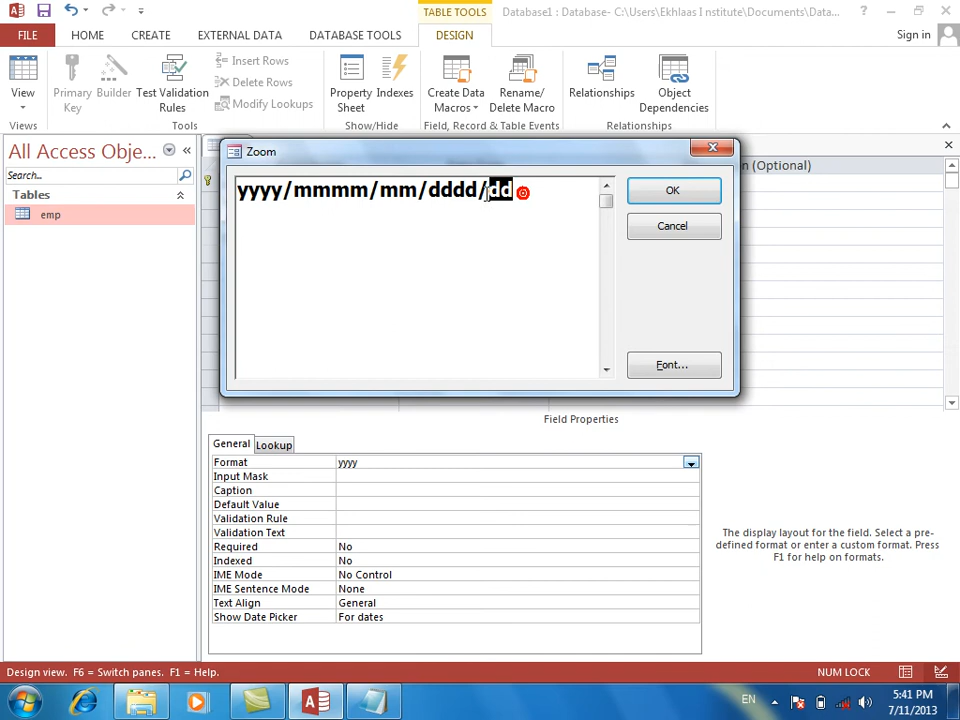 TABLE TOOLS
Database1 : Database- C:\Users\Ekhlaas I nstitute\Documents\Data...
FILE HOME CREATE EXTERNAL DATA DATABASE TOOLS DESIGN Sign in
View
Primary Key
Builder
Test Validation Rules
Insert Rows
Delete Rows
Modify Lookups
Property Sheet
Indexes
Create Data Macros
Rename/ Delete Macro
Relationships
Object Dependencies
Views Tools Show/Hide Field, Record & Table Events Relationships
All Access Obje...
Search...
Tables
emp
(Optional)
Zoom
yyyy/mmmm/mm/dddd/dd
OK
Cancel
Font...
Field Properties
General Lookup
Format yyyy
Input Mask
Caption
Default Value
Validation Rule
Validation Text
Required No
Indexed No
IME Mode No Control
IME Sentence Mode None
Text Align General
Show Date Picker For dates
The display layout for the field. Select a pre-
defined format or enter a custom format. Press
F1 for help on formats.
Design view. F6 = Switch panes. F1 = Help. NUM LOCK
EN
5:41 PM
7/11/2013